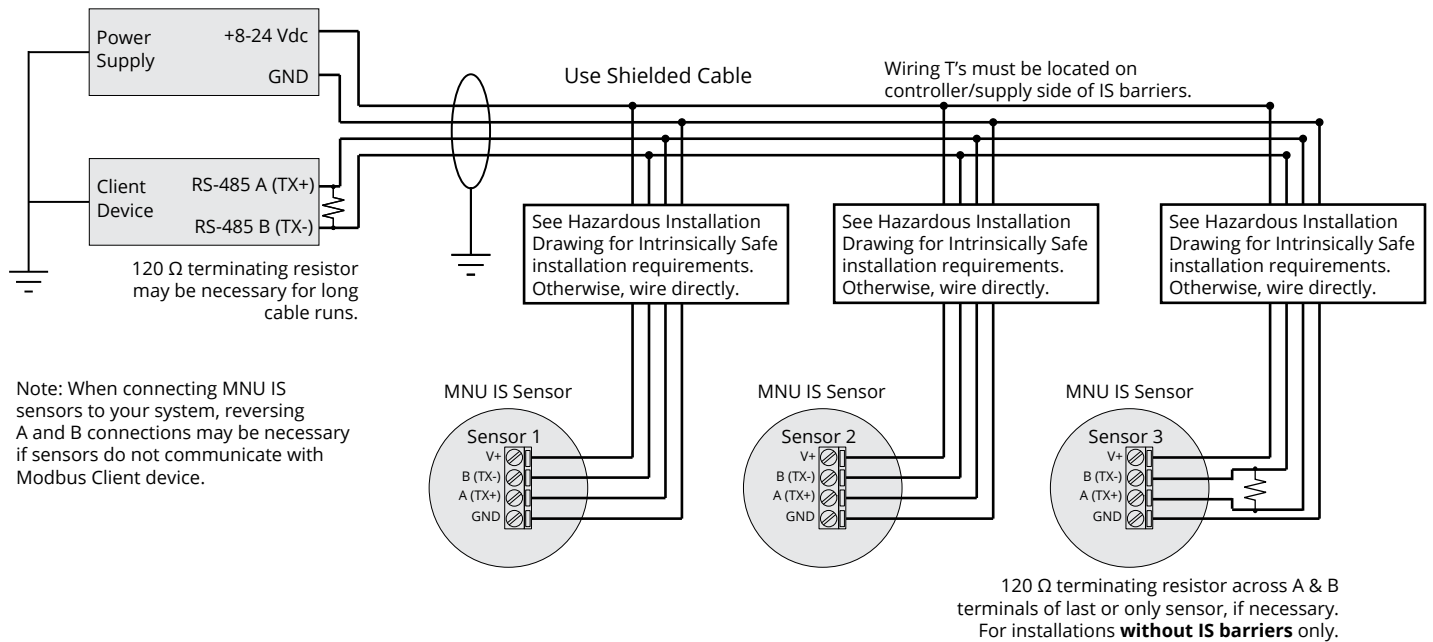 Power
Supply
+8-24 Vdc
GND
Use Shielded Cable
Wiring T's must be located on
controller/supply side of IS barriers.
Client
Device
RS-485 A (TX+)
RS-485 B (TX-)
120 Ω terminating resistor
may be necessary for long
cable runs.
See Hazardous Installation
Drawing for Intrinsically Safe
installation requirements.
Otherwise, wire directly.
See Hazardous Installation
Drawing for Intrinsically Safe
installation requirements.
Otherwise, wire directly.
See Hazardous Installation
Drawing for Intrinsically Safe
installation requirements.
Otherwise, wire directly.
Note: When connecting MNU IS
sensors to your system, reversing
A and B connections may be necessary
if sensors do not communicate with
Modbus Client device.
MNU IS Sensor
Sensor 1
V+
B (TX-)
A (TX+)
GND
MNU IS Sensor
Sensor 2
V+
B (TX-)
A (TX+)
GND
MNU IS Sensor
Sensor 3
V+
B (TX-)
A (TX+)
GND
120 Ω terminating resistor across A & B
terminals of last or only sensor, if necessary.
For installations without IS barriers only.